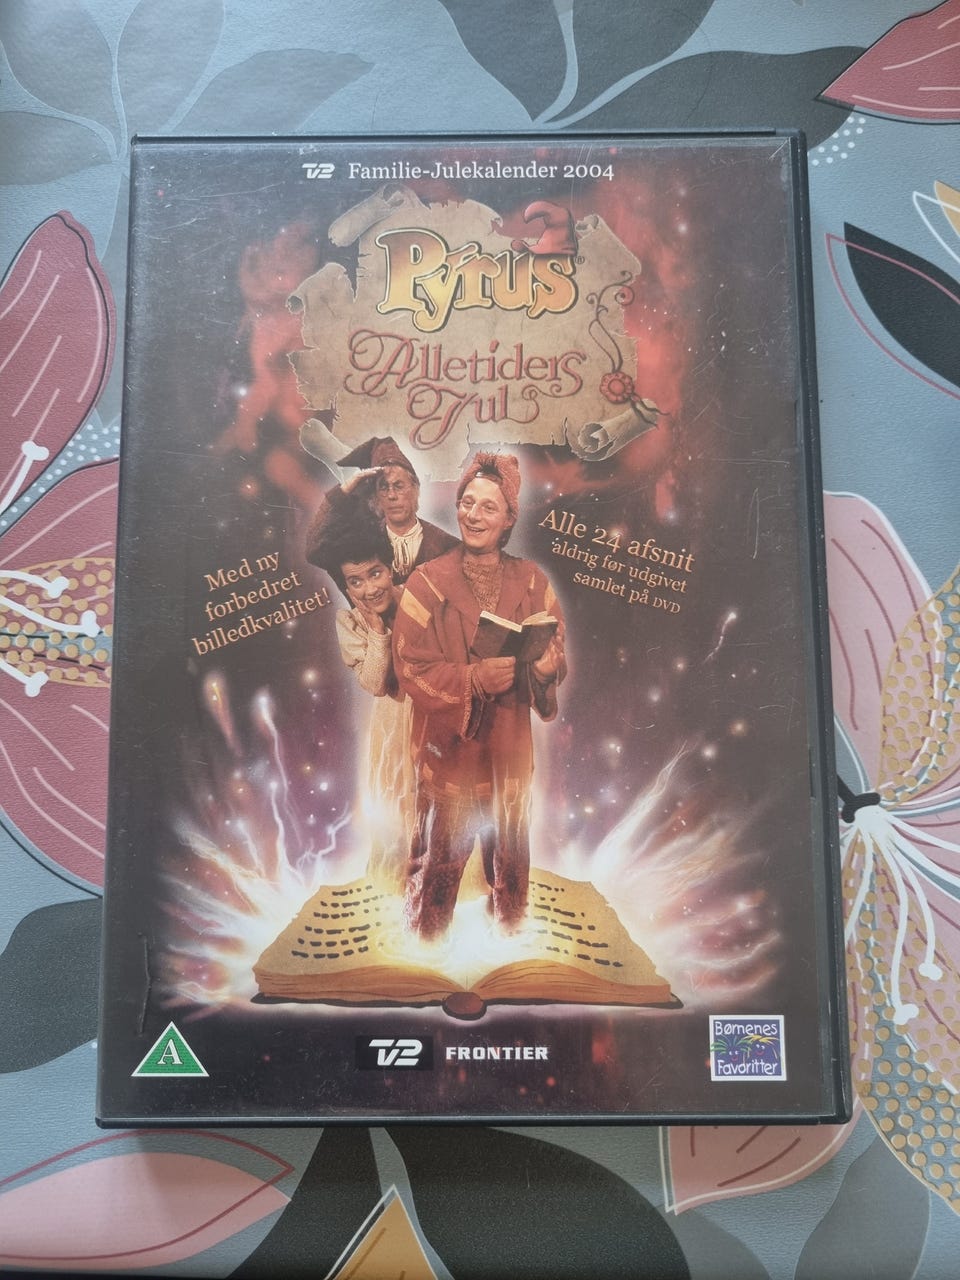 TV2 Familie-Julekalender 2004
Pyrus®
Alletiders
Jul
Med ny
forbedret
billedkvalitet!
Alle 24 afsnit
aldrig før udgivet
samlet på DVD
A
TV2 FRONTIER
Børnenes
Favoritter